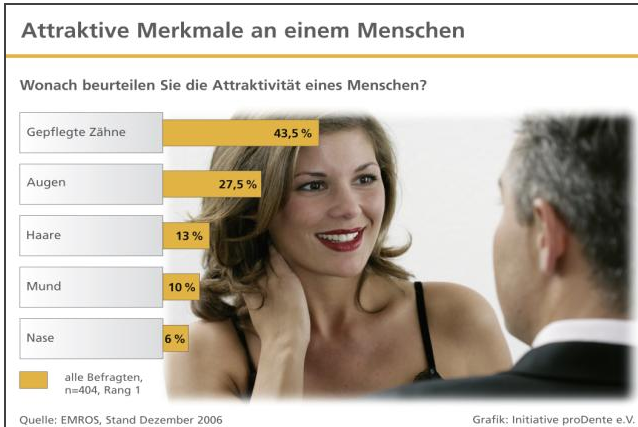 Attraktive Merkmale an einem Menschen
Wonach beurteilen Sie die Attraktivität eines Menschen?
Gepflegte Zähne 43,5 %
Augen 27,5 %
Haare 13 %
Mund 10 %
Nase 6 %
alle Befragten,
n=404, Rang 1
Quelle: EMROS, Stand Dezember 2006 Grafik: Initiative proDente e.V.